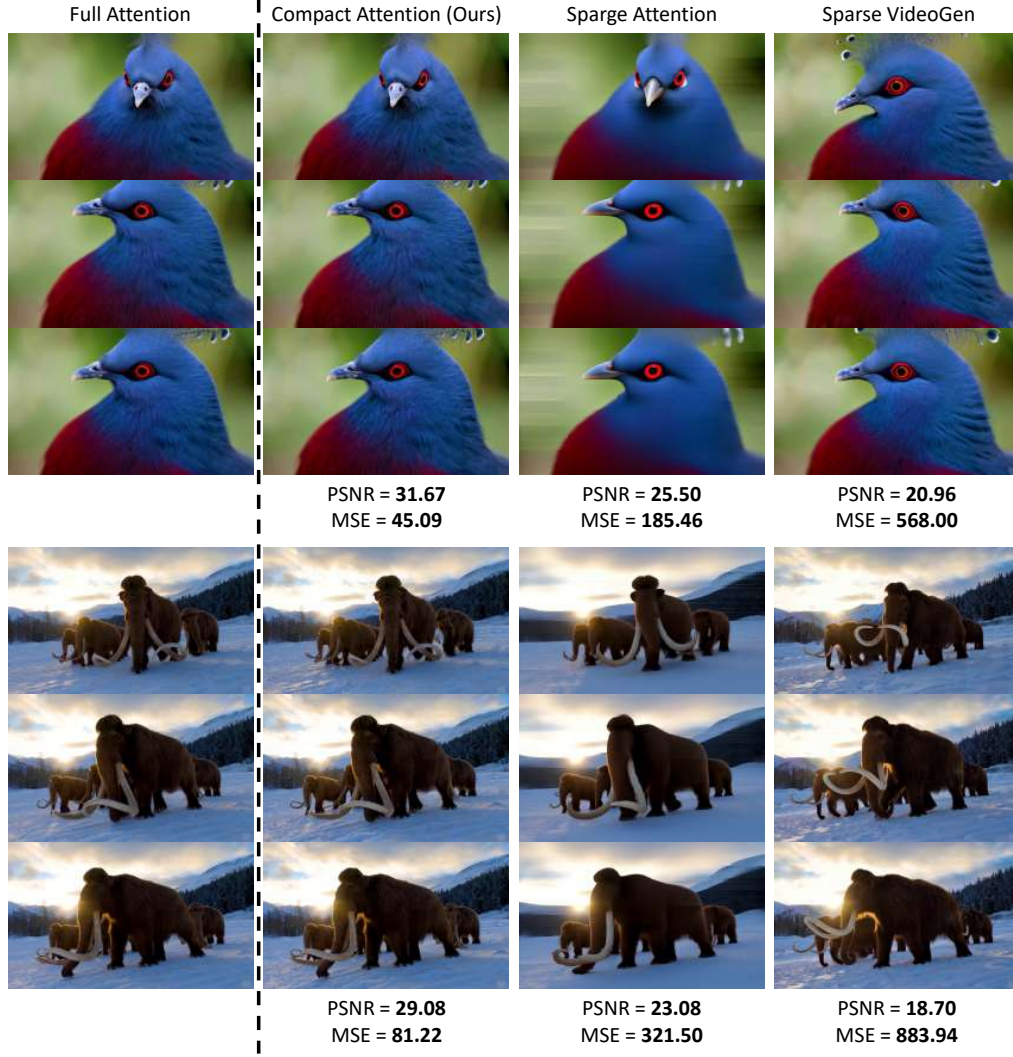 Full Attention
Compact Attention (Ours)
Sparge Attention
Sparse VideoGen
PSNR = 31.67
MSE = 45.09
PSNR = 25.50
MSE = 185.46
PSNR = 20.96
MSE = 568.00
PSNR = 29.08
MSE = 81.22
PSNR = 23.08
MSE = 321.50
PSNR = 18.70
MSE = 883.94